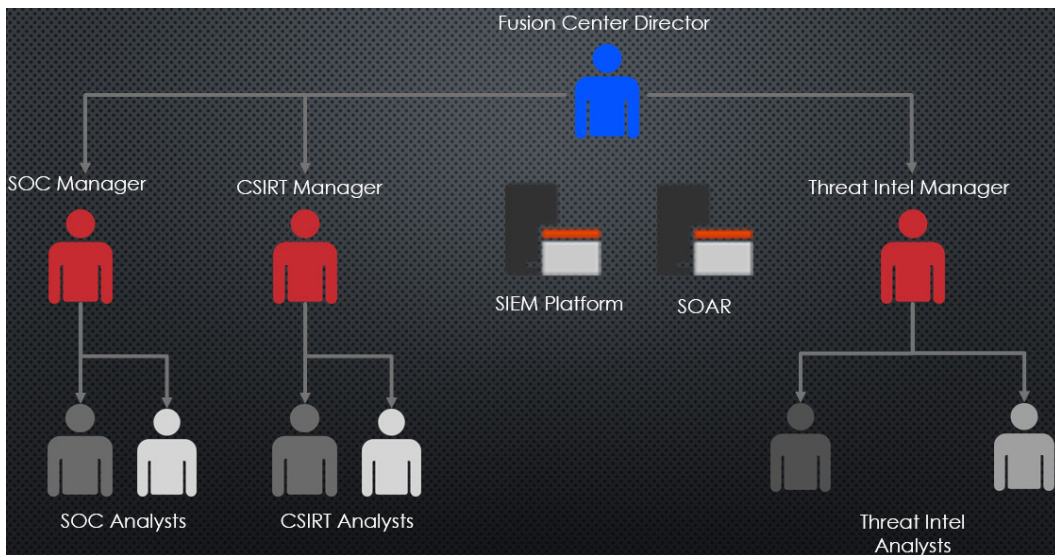 Fusion Center Director
SOC Manager
CSIRT Manager
Threat Intel Manager
SIEM Platform
SOAR
SOC Analysts
CSIRT Analysts
Threat Intel
Analysts